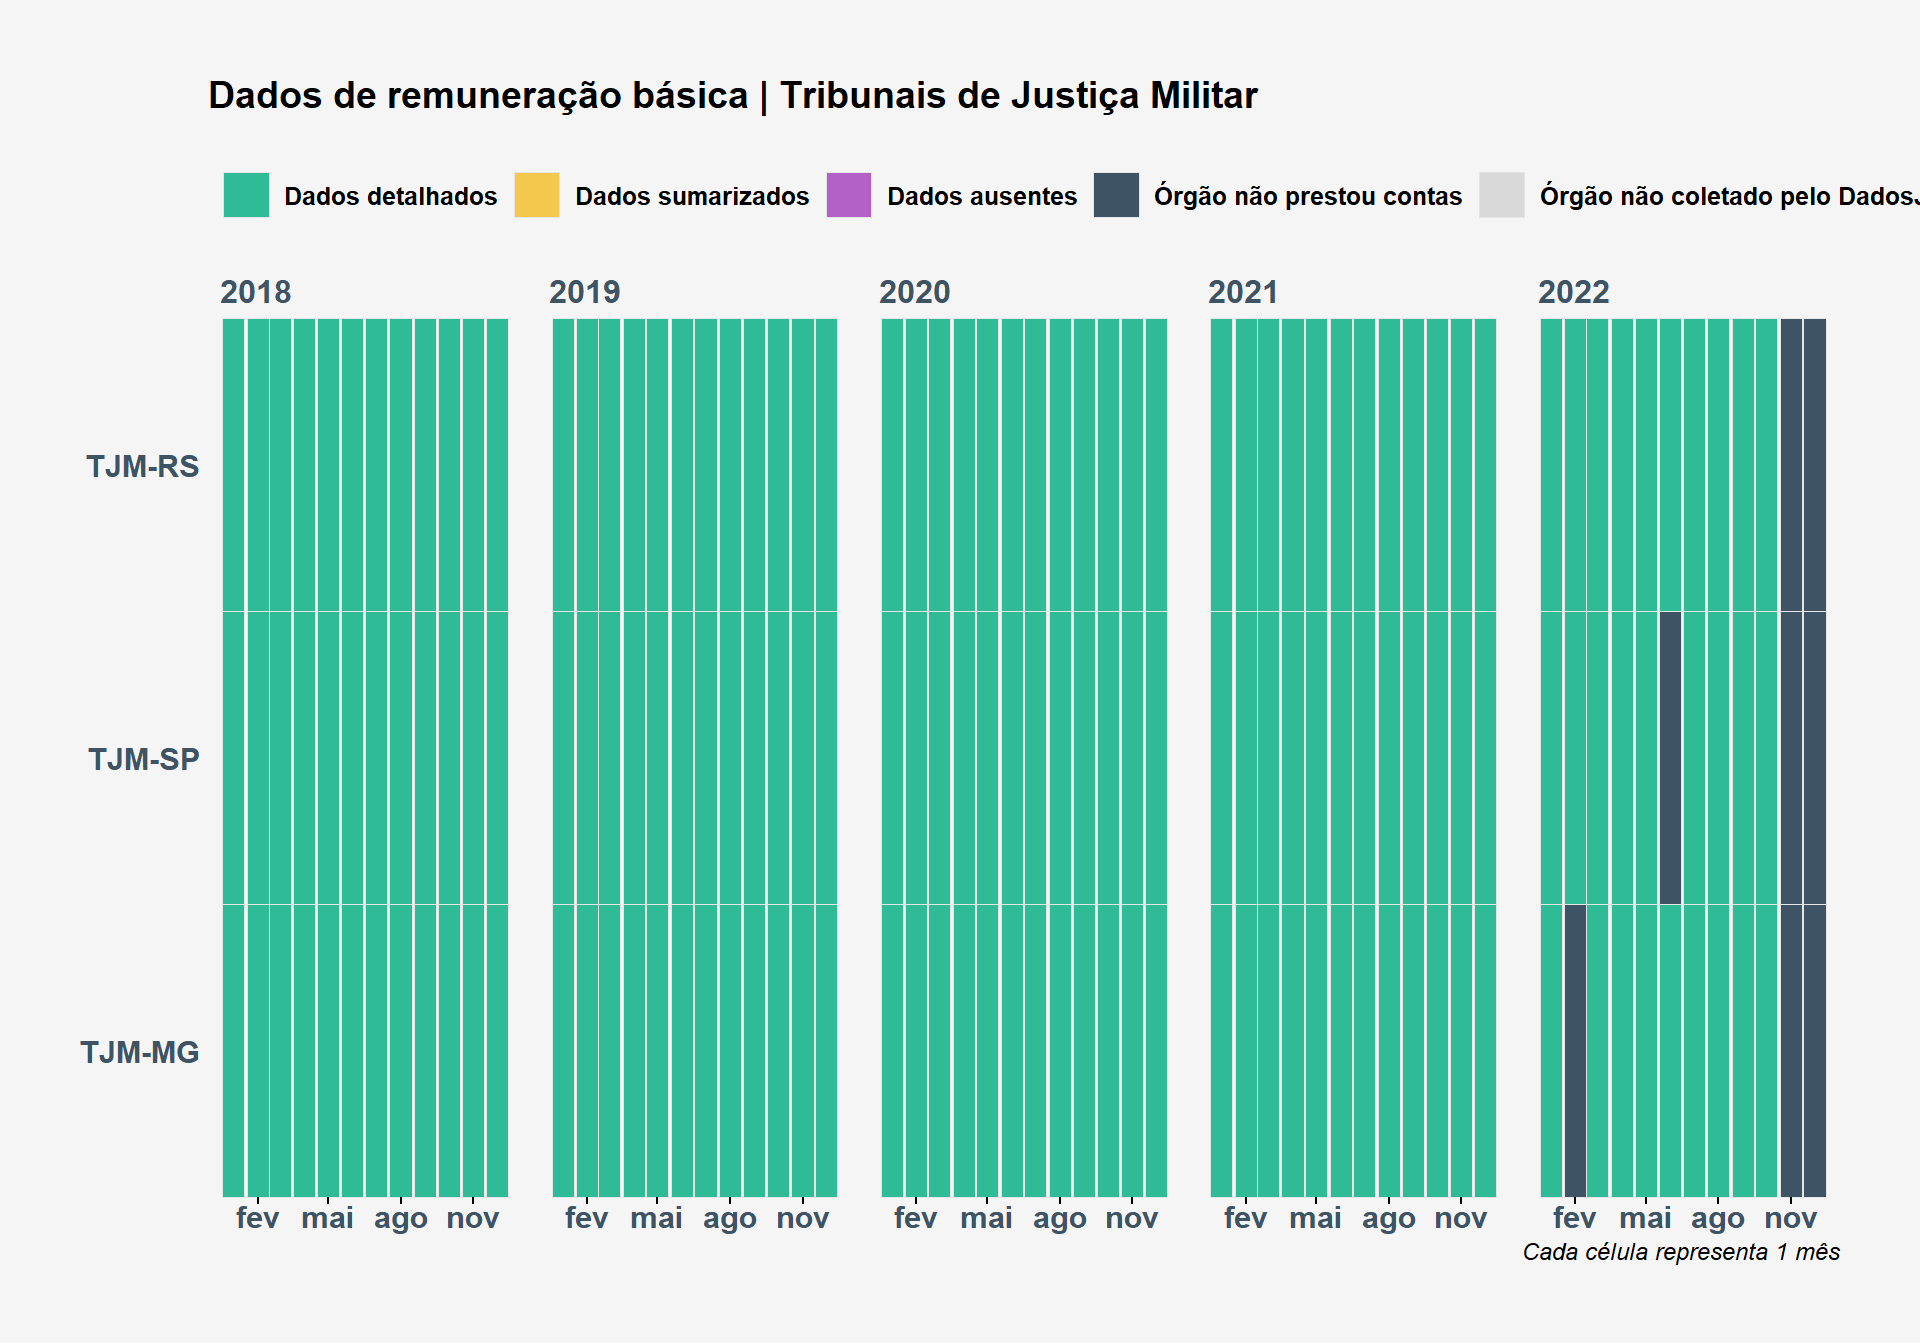 Dados de remuneração básica | Tribunais de Justiça Militar
Dados detalhados Dados sumarizados Dados ausentes Órgão não prestou contas Órgão não coletado pelo Dados
2018 2019 2020 2021 2022
TJM-RS
TJM-SP
TJM-MG
fev mai ago nov fev mai ago nov fev mai ago nov fev mai ago nov fev mai ago nov
Cada célula representa 1 mês